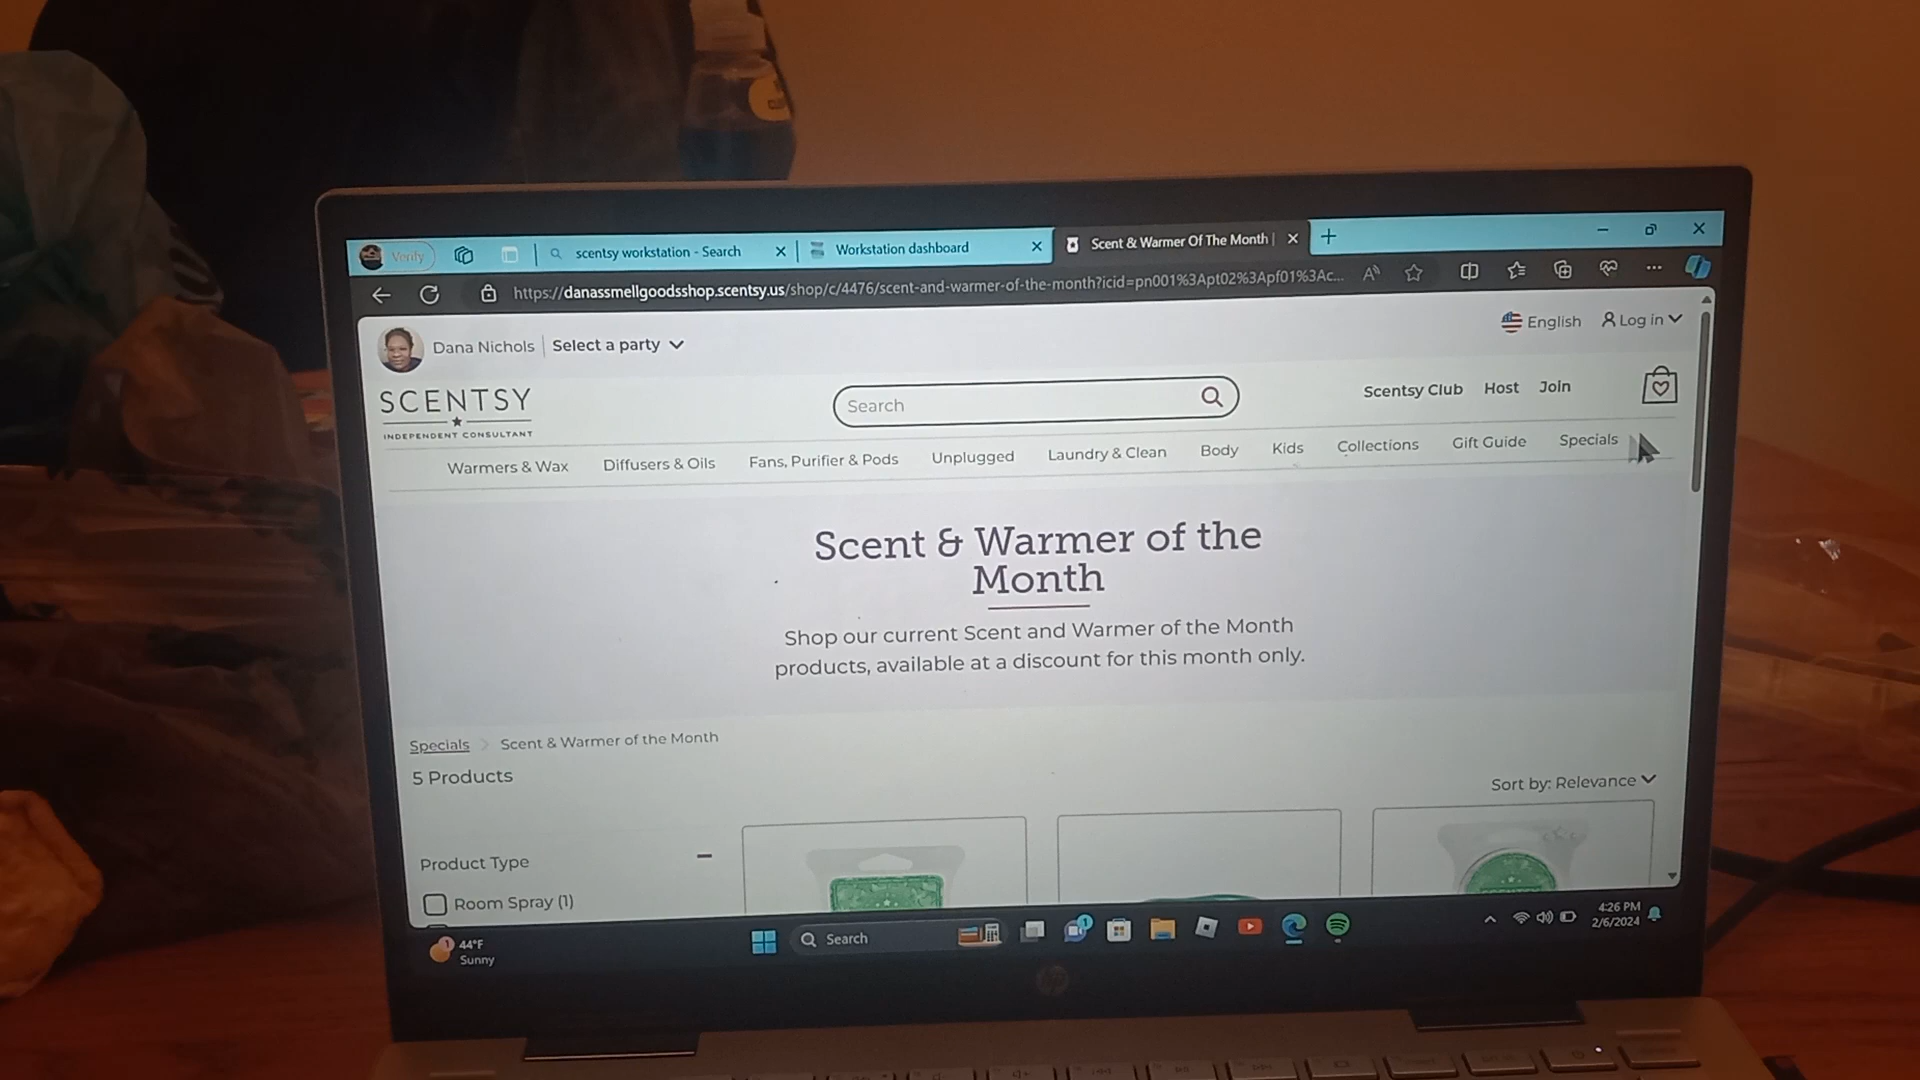 Verify
scentsy workstation - Search
Workstation dashboard
Scent & Warmer Of The Month |
https://danassmellgoodsshop.scentsy.us/shop/c/4476/scent-and-warmer-of-the-month?icid=pn001%3Apt02%3Apf01%3Ac...
English
Log in
Dana Nichols
Select a party
SCENTSY
INDEPENDENT CONSULTANT
Search
Scentsy Club
Host
Join
Warmers & Wax
Diffusers & Oils
Fans, Purifier & Pods
Unplugged
Laundry & Clean
Body
Kids
Collections
Gift Guide
Specials
Scent & Warmer of the
Month
Shop our current Scent and Warmer of the Month
products, available at a discount for this month only.
Specials
Scent & Warmer of the Month
5 Products
Sort by: Relevance
Product Type
Room Spray (1)
1
44°F
Sunny
Search
1
4:26 PM
2/6/2024
hp